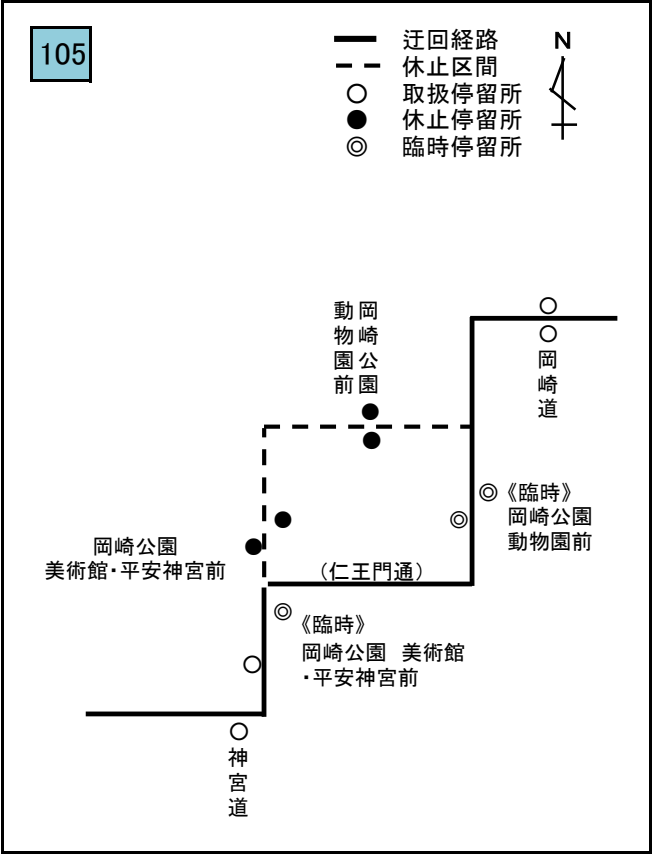 105
迂回経路
休止区間
取扱停留所
休止停留所
臨時停留所
N
岡崎公園
動物園前
岡崎道
《臨時》
岡崎公園
動物園前
岡崎公園
美術館・平安神宮前
（仁王門通）
《臨時》
岡崎公園 美術館
・平安神宮前
神宮道